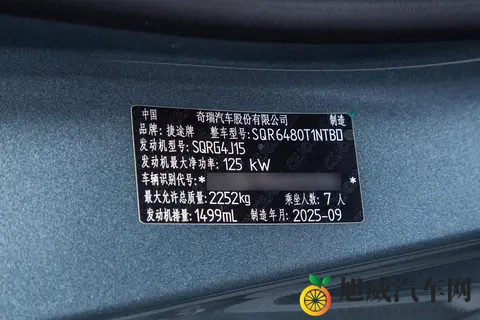 中国 奇瑞汽车股份有限公司 制造
品牌：捷途牌 整车型号：SQR6480T1NTBD
发动机型号：SQRG4J15
发动机最大净功率：125 kW
车辆识别代号：* *
最大允许总质量：2252kg 乘坐人数：7人
发动机排量：1499mL 制造年月：2025-09
旭威汽车网